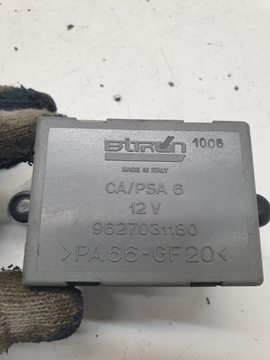 Bitron 1006
MADE IN ITALY
CA/PSA 6
12 V
9627031180
>PA66-GF20<